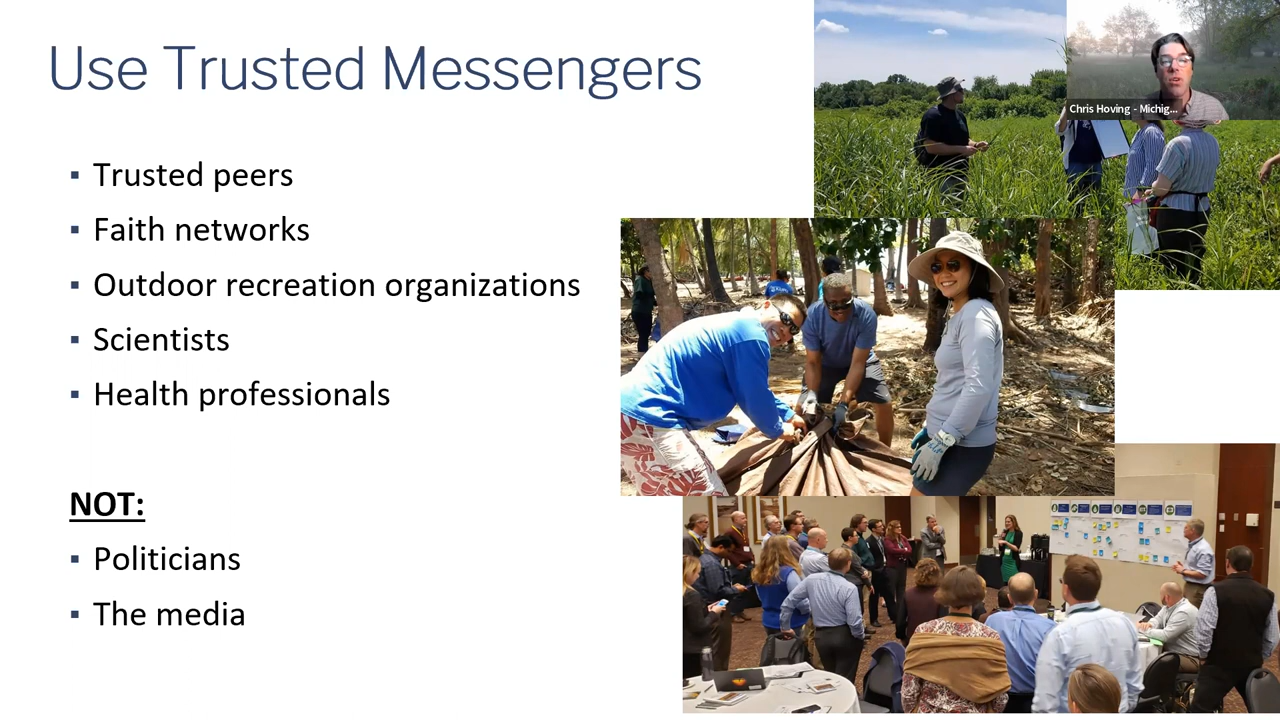 Use Trusted Messengers
Chris Hoving - Michig...
▪ Trusted peers
▪ Faith networks
▪ Outdoor recreation organizations
▪ Scientists
▪ Health professionals
NOT:
▪ Politicians
▪ The media